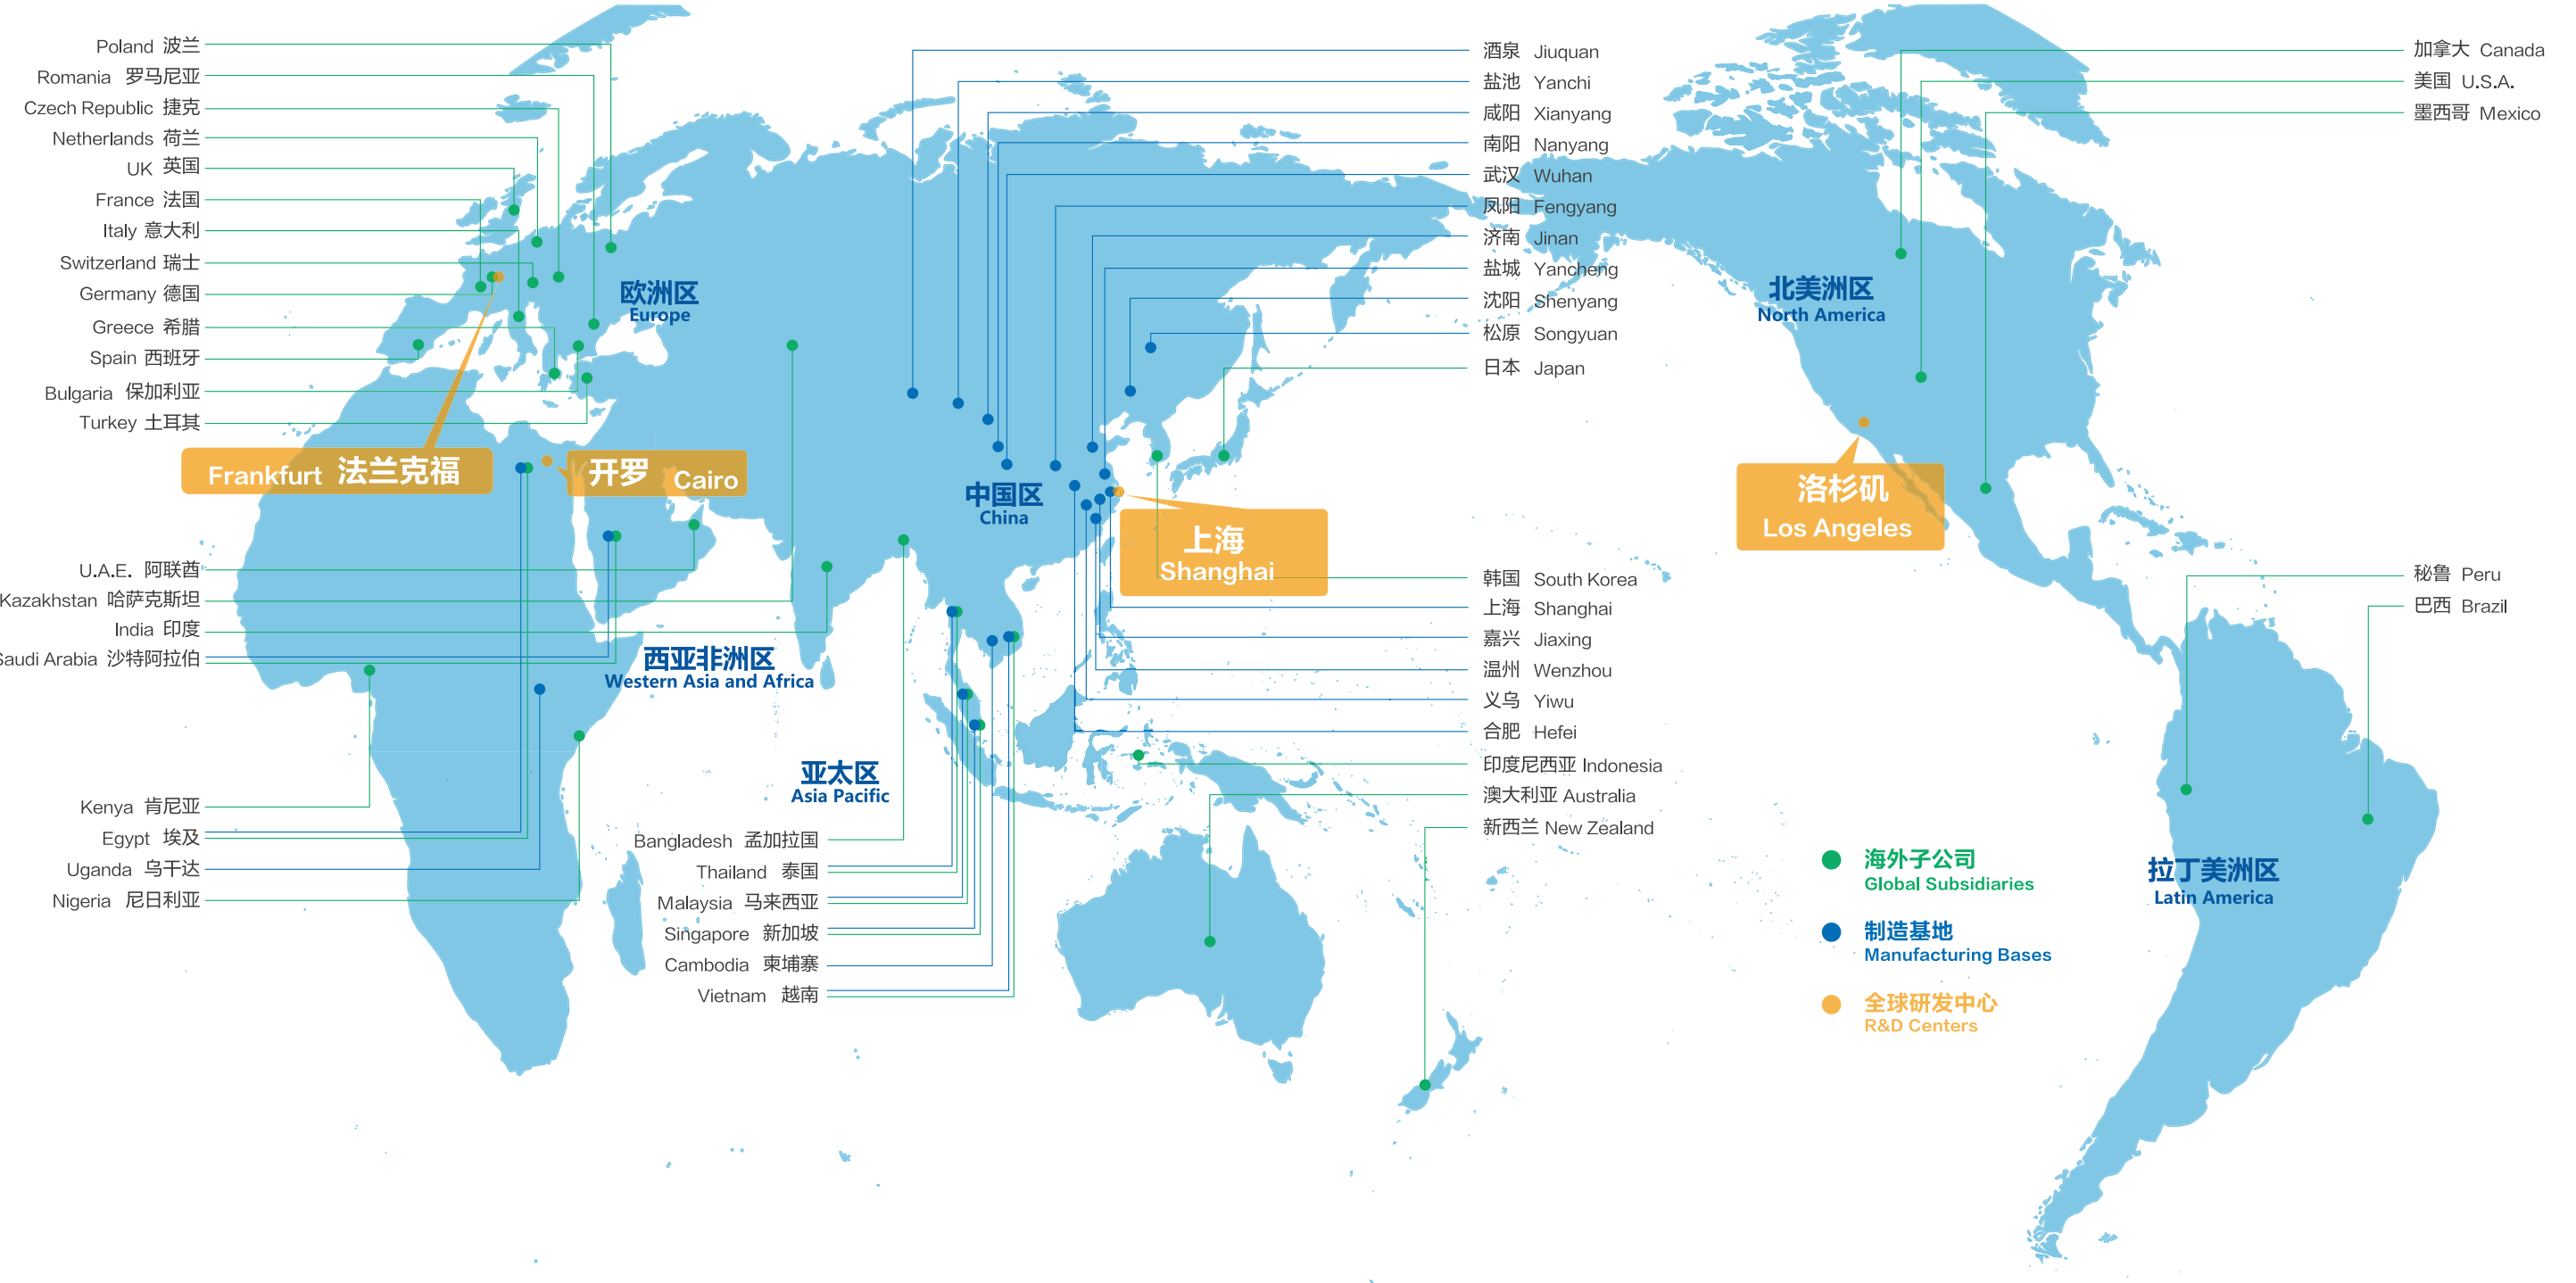 Poland 波兰
Romania 罗马尼亚
Czech Republic 捷克
Netherlands 荷兰
UK 英国
France 法国
Italy 意大利
Switzerland 瑞士
Germany 德国
Greece 希腊
Spain 西班牙
Bulgaria 保加利亚
Turkey 土耳其
Frankfurt 法兰克福
开罗 Cairo
U.A.E. 阿联酋
Kazakhstan 哈萨克斯坦
India 印度
Saudi Arabia 沙特阿拉伯
Kenya 肯尼亚
Egypt 埃及
Uganda 乌干达
Nigeria 尼日利亚
欧洲区
Europe
西亚非洲区
Western Asia and Africa
亚太区
Asia Pacific
Bangladesh 孟加拉国
Thailand 泰国
Malaysia 马来西亚
Singapore 新加坡
Cambodia 柬埔寨
Vietnam 越南
中国区
China
上海
Shanghai
酒泉 Jiuquan
盐池 Yanchi
咸阳 Xianyang
南阳 Nanyang
武汉 Wuhan
凤阳 Fengyang
济南 Jinan
盐城 Yancheng
沈阳 Shenyang
松原 Songyuan
日本 Japan
韩国 South Korea
上海 Shanghai
嘉兴 Jiaxing
温州 Wenzhou
义乌 Yiwu
合肥 Hefei
印度尼西亚 Indonesia
澳大利亚 Australia
新西兰 New Zealand
加拿大 Canada
美国 U.S.A.
墨西哥 Mexico
北美洲区
North America
洛杉矶
Los Angeles
秘鲁 Peru
巴西 Brazil
拉丁美洲区
Latin America
海外子公司
Global Subsidiaries
制造基地
Manufacturing Bases
全球研发中心
R&D Centers